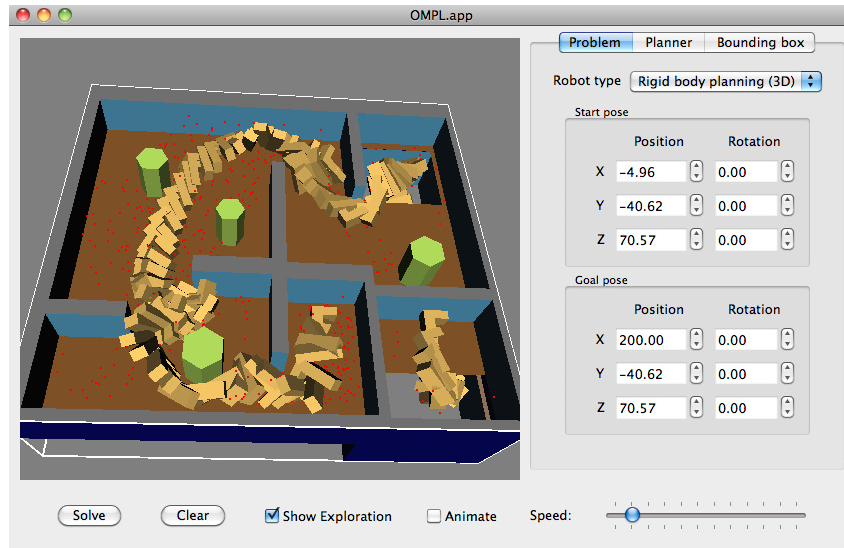 OMPL.app
Problem Planner Bounding box
Robot type Rigid body planning (3D)
Start pose
Position Rotation
X -4.96 0.00
Y -40.62 0.00
Z 70.57 0.00
Goal pose
Position Rotation
X 200.00 0.00
Y -40.62 0.00
Z 70.57 0.00
Solve Clear Show Exploration Animate Speed: